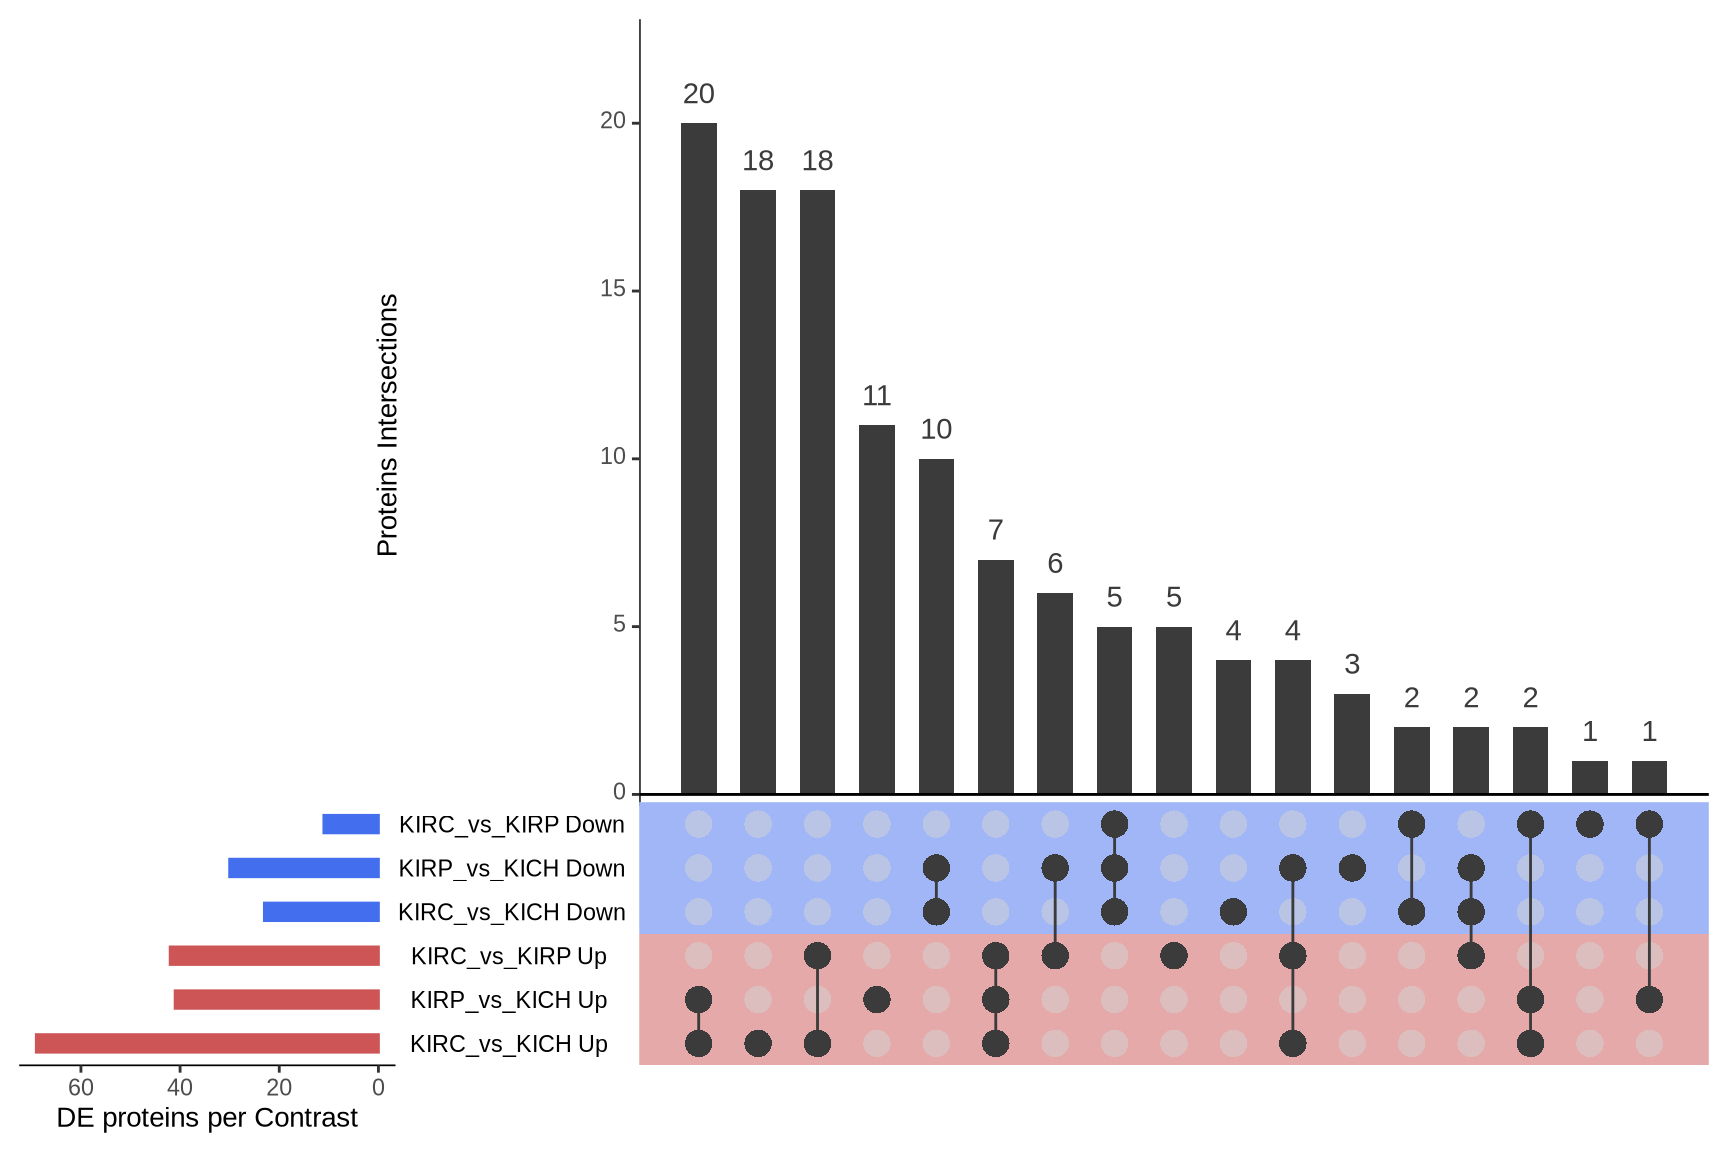 20
18 18
11
10
7
6
5 5
4 4
3
2 2 2
1 1
Proteins Intersections
20
15
10
5
0
KIRC_vs_KIRP Down
KIRP_vs_KICH Down
KIRC_vs_KICH Down
KIRC_vs_KIRP Up
KIRP_vs_KICH Up
KIRC_vs_KICH Up
60 40 20 0
DE proteins per Contrast